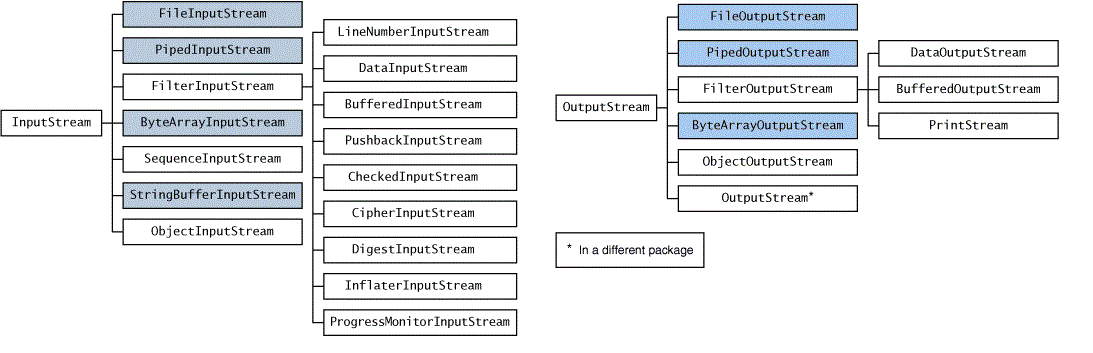 InputStream
FileInputStream
PipedInputStream
FilterInputStream
ByteArrayInputStream
SequenceInputStream
StringBufferInputStream
ObjectInputStream
LineNumberInputStream
DataInputStream
BufferedInputStream
PushbackInputStream
CheckedInputStream
CipherInputStream
DigestInputStream
InflaterInputStream
ProgressMonitorInputStream
OutputStream
FileOutputStream
PipedOutputStream
FilterOutputStream
ByteArrayOutputStream
ObjectOutputStream
OutputStream*
DataOutputStream
BufferedOutputStream
PrintStream
* In a different package